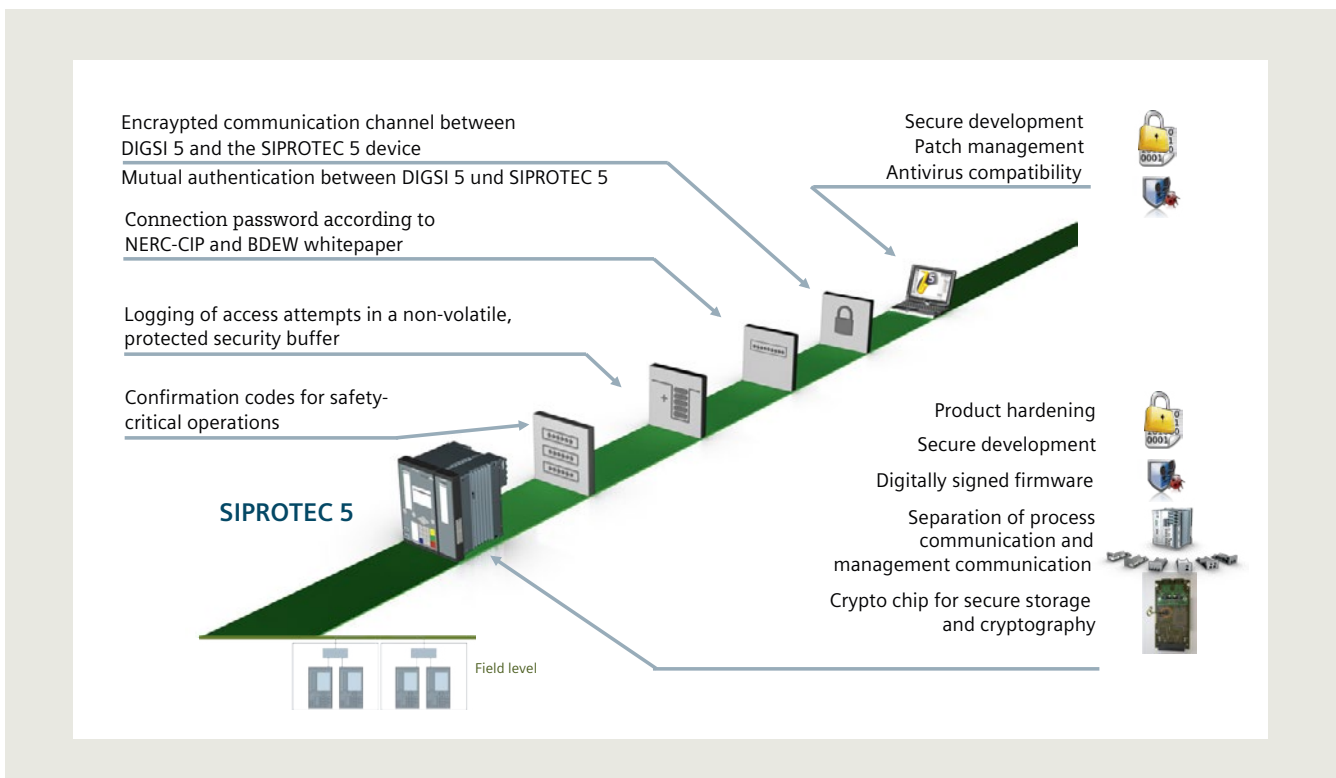 Encraypted communication channel between
DIGSI 5 and the SIPROTEC 5 device
Mutual authentication between DIGSI 5 und SIPROTEC 5
Connection password according to
NERC-CIP and BDEW whitepaper
Logging of access attempts in a non-volatile,
protected security buffer
Confirmation codes for safety-
critical operations
SIPROTEC 5
Field level
Secure development
Patch management
Antivirus compatibility
Product hardening
Secure development
Digitally signed firmware
Separation of process
communication and
management communication
Crypto chip for secure storage
and cryptography